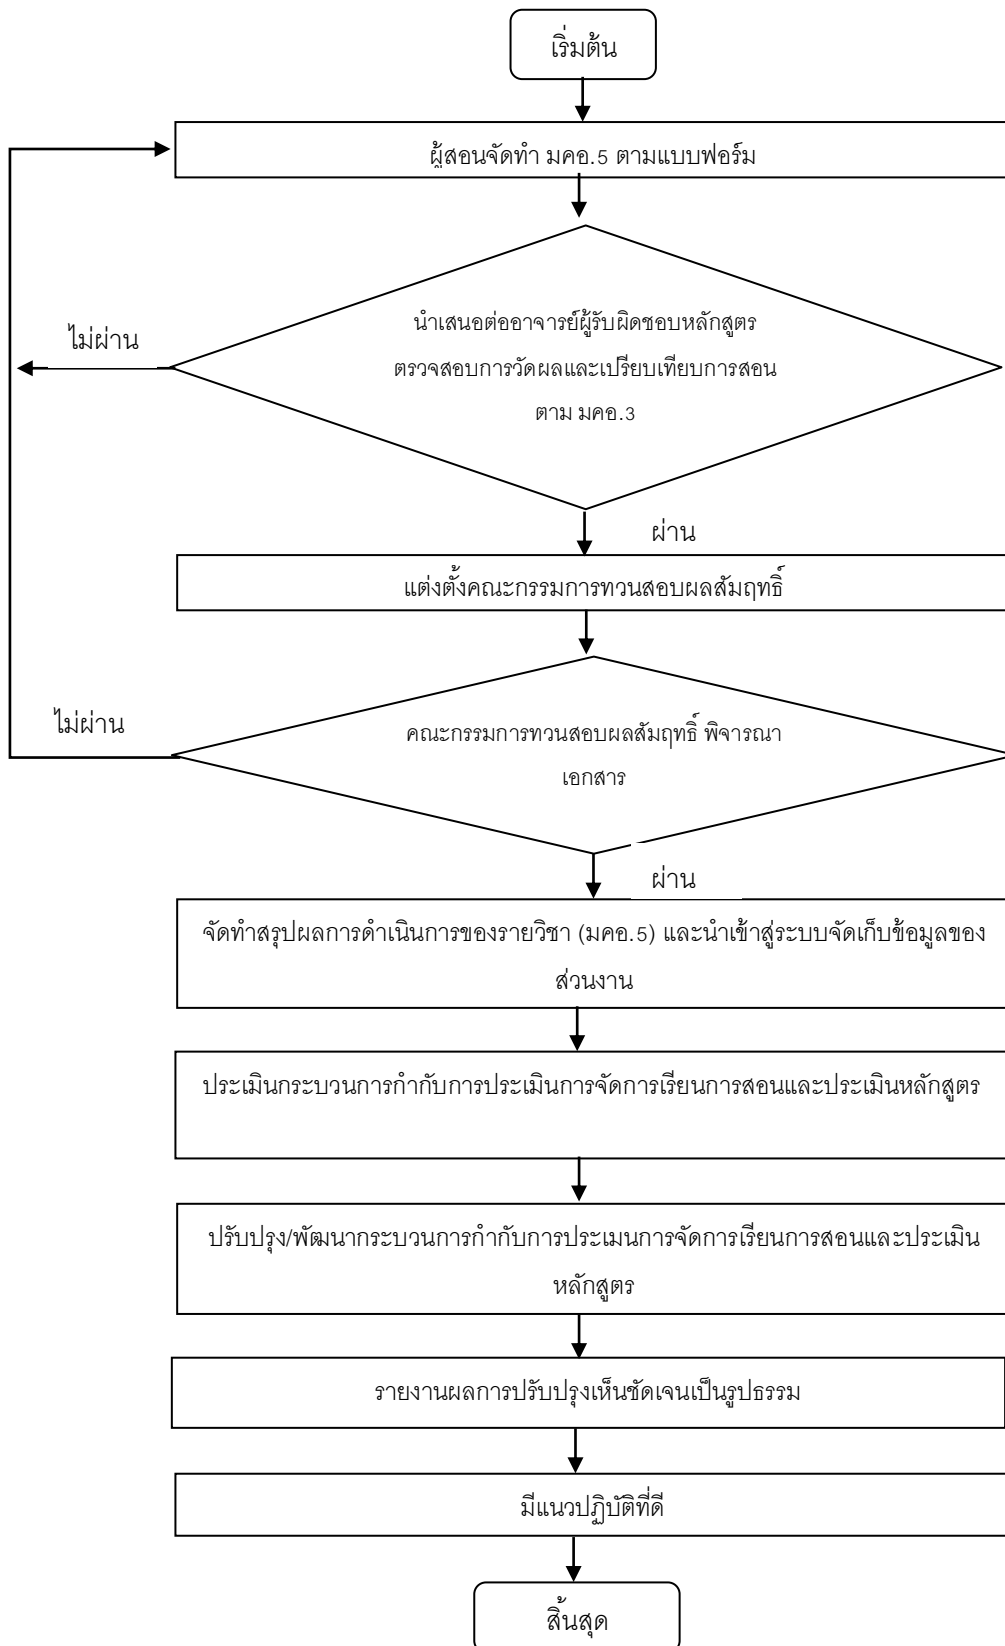 เริ่มต้น
ผู้สอนจัดทำ มคอ.5 ตามแบบฟอร์ม
นำเสนอต่ออาจารย์ผู้รับผิดชอบหลักสูตร
ไม่ผ่าน
ตรวจสอบการวัดผลและเปรียบเทียบการสอน
ตาม มคอ.3
ผ่าน
แต่งตั้งคณะกรรมการทวนสอบผลสัมฤทธิ์
ไม่ผ่าน
คณะกรรมการทวนสอบผลสัมฤทธิ์ พิจารณา
เอกสาร
ผ่าน
จัดทำสรุปผลการดำเนินการของรายวิชา (มคอ.5) และนำเข้าสู่ระบบจัดเก็บข้อมูลของ
ส่วนงาน
ประเมินกระบวนการกำกับการประเมินการจัดการเรียนการสอนและประเมินหลักสูตร
ปรับปรุง/พัฒนากระบวนการกำกับการประเมนการจัดการเรียนการสอนและประเมิน
หลักสูตร
รายงานผลการปรับปรุงเห็นชัดเจนเป็นรูปธรรม
มีแนวปฏิบัติที่ดี
สิ้นสุด